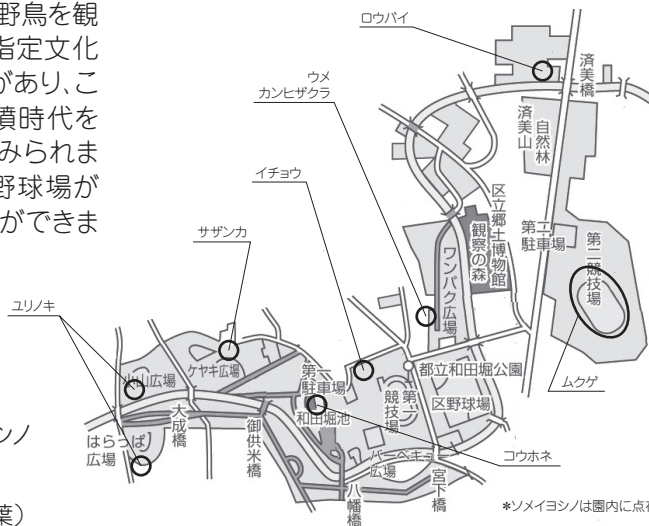 野鳥を観
指定文化
があり、こ
墳時代を
みられま
野球場が
ができま
ロウバイ
ウメ
カンヒザクラ
イチョウ
サザンカ
ユリノキ
済美橋
済美山
自然林
区立郷土博物館
観察の森
ワンパク広場
第二
駐車場
第二競技場
ムクゲ
小山広場
ケヤキ広場
第一
駐車場
和田堀池
第一
競技場
都立和田堀公園
区野球場
コウホネ
はらっぱ
広場
大成橋
御供米橋
バーベキュー
広場
八幡橋
宮下橋
シノ
葉）
*ソメイヨシノは園内に点在